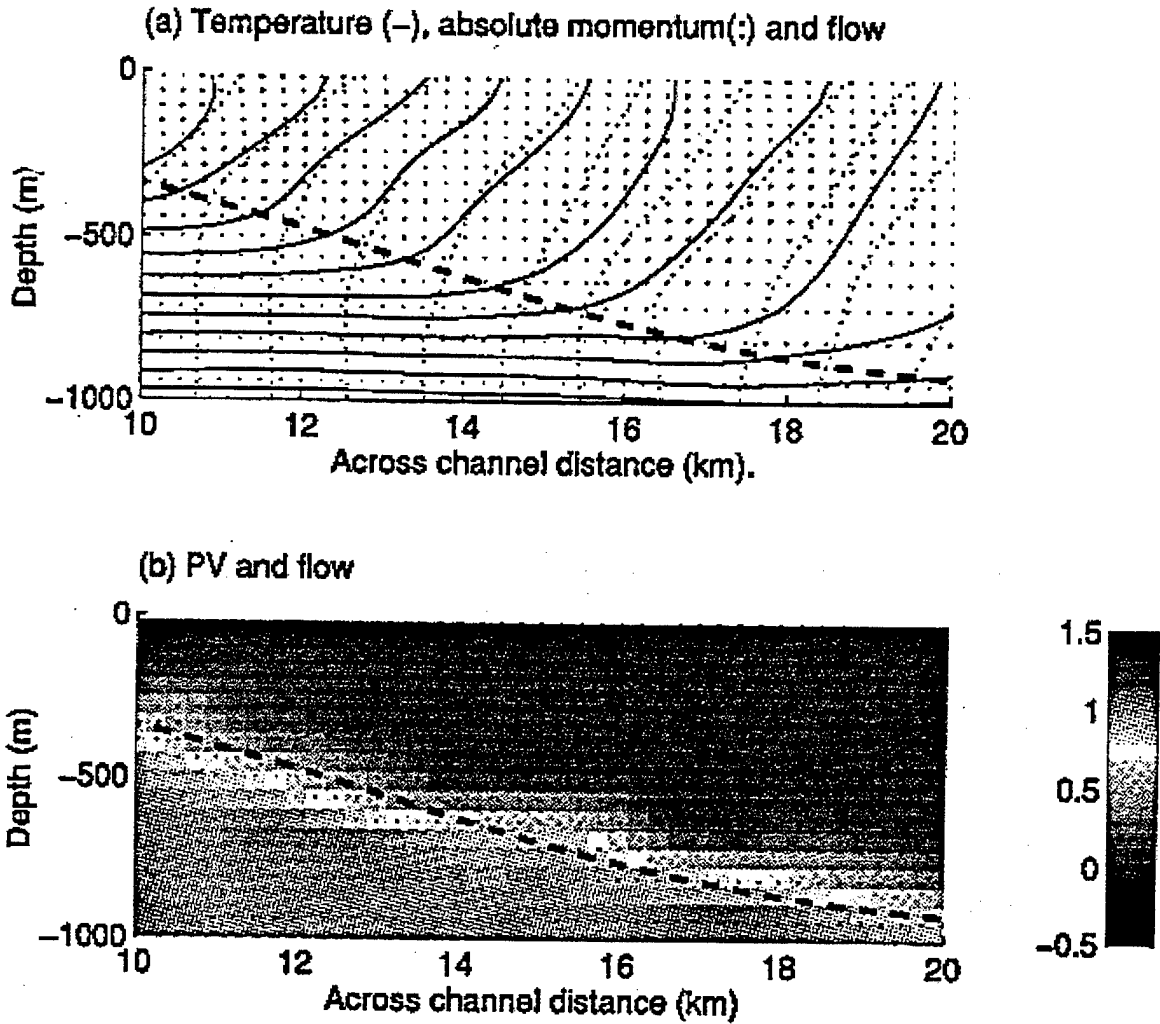 (a) Temperature (–), absolute momentum(:) and flow
0
−500
−1000
Depth (m)
10 12 14 16 18 20
Across channel distance (km).
(b) PV and flow
0
−500
−1000
Depth (m)
10 12 14 16 18 20
Across channel distance (km)
1.5
1
0.5
0
−0.5